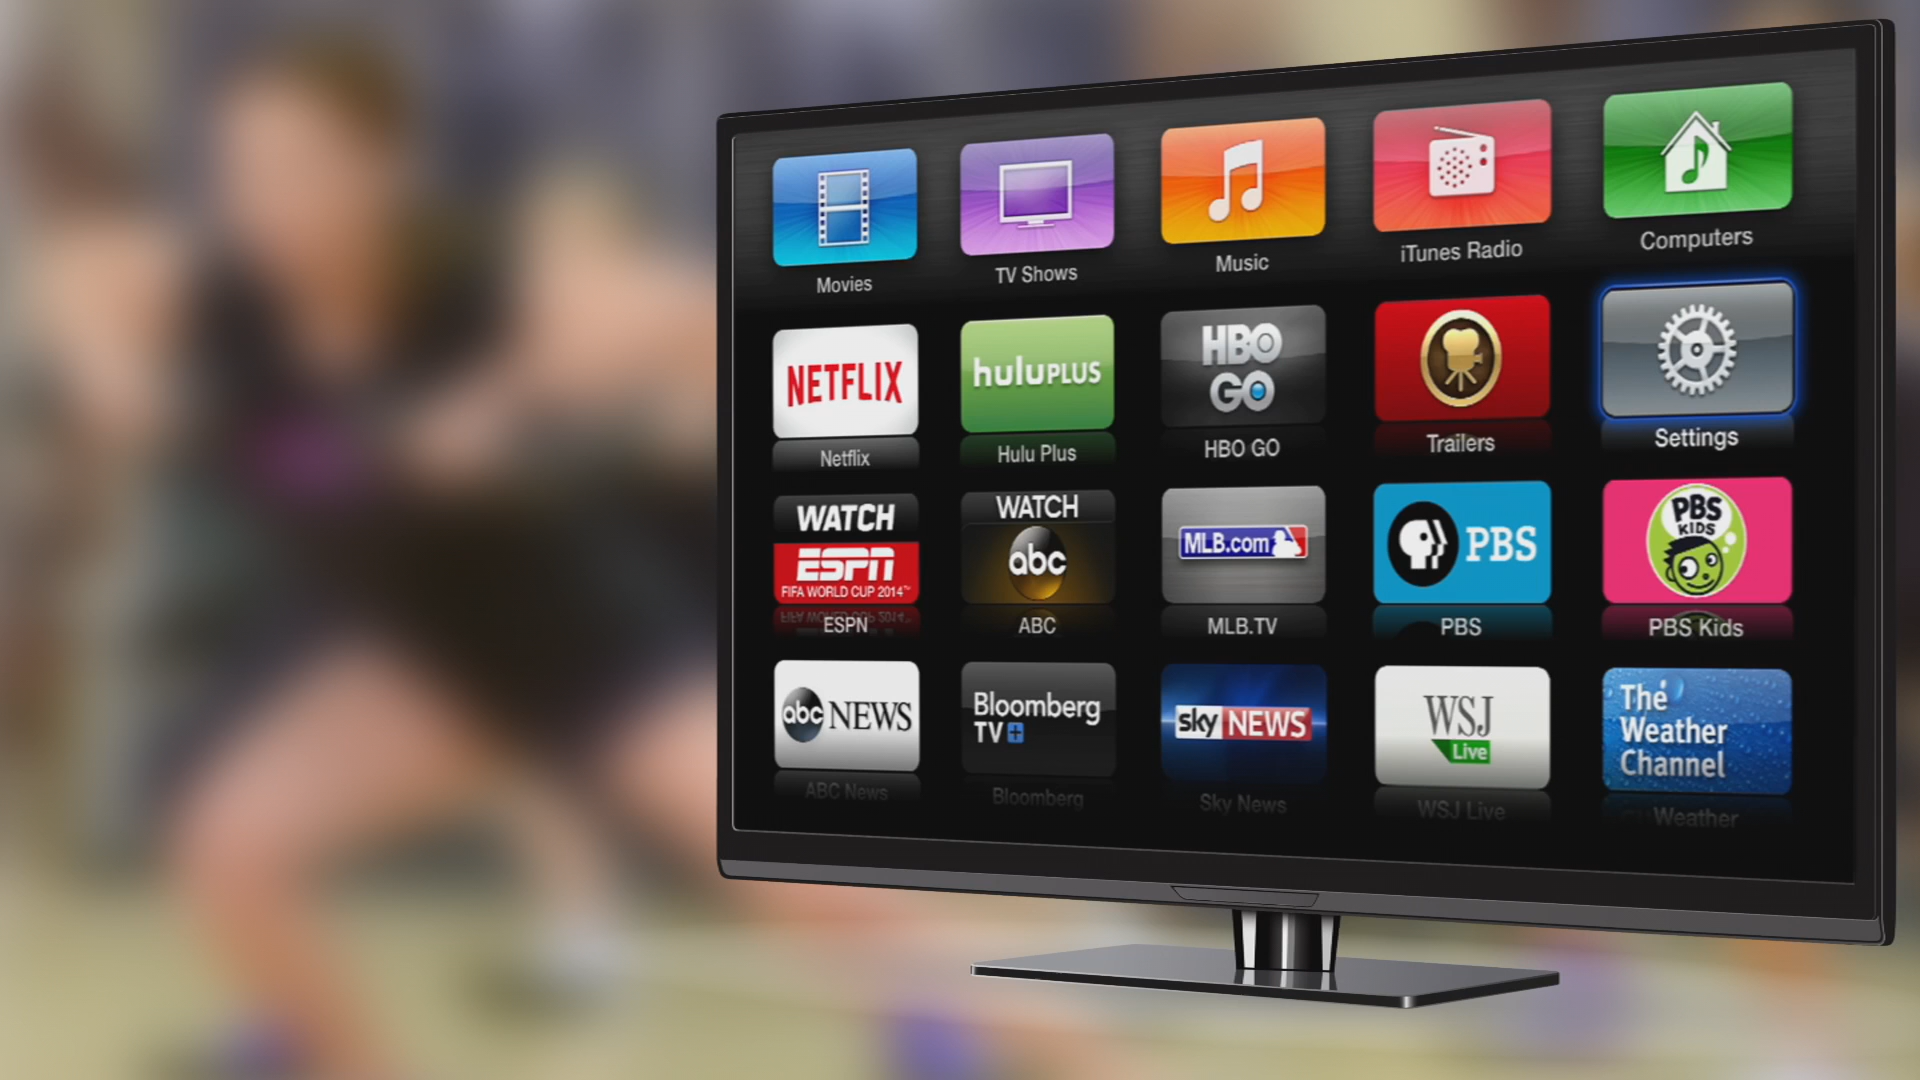 Movies
TV Shows
Music
iTunes Radio
Computers
NETFLIX
Netflix
huluPLUS
Hulu Plus
HBO
GO
HBO GO
Trailers
Settings
WATCH
ESPN
FIFA WORLD CUP 2014™
ESPN
WATCH
abc
ABC
MLB.com
MLB.TV
PBS
PBS
PBS
KIDS
PBS Kids
abc NEWS
ABC News
Bloomberg
TV+
Bloomberg
sky NEWS
Sky News
WSJ
Live
WSJ Live
The
Weather
Channel
Weather